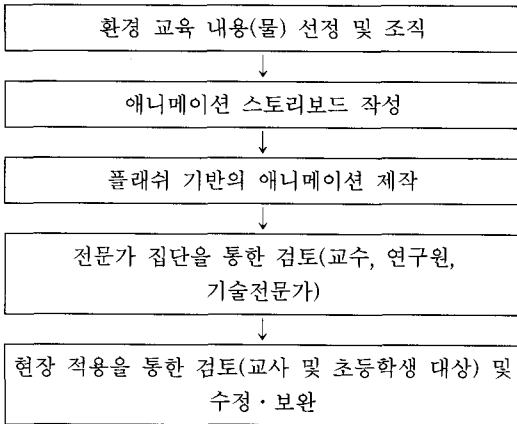 환경 교육 내용(물) 선정 및 조직
↓
애니메이션 스토리보드 작성
↓
플래쉬 기반의 애니메이션 제작
↓
전문가 집단을 통한 검토(교수, 연구원,
기술전문가)
↓
현장 적용을 통한 검토(교사 및 초등학생 대상) 및
수정·보완